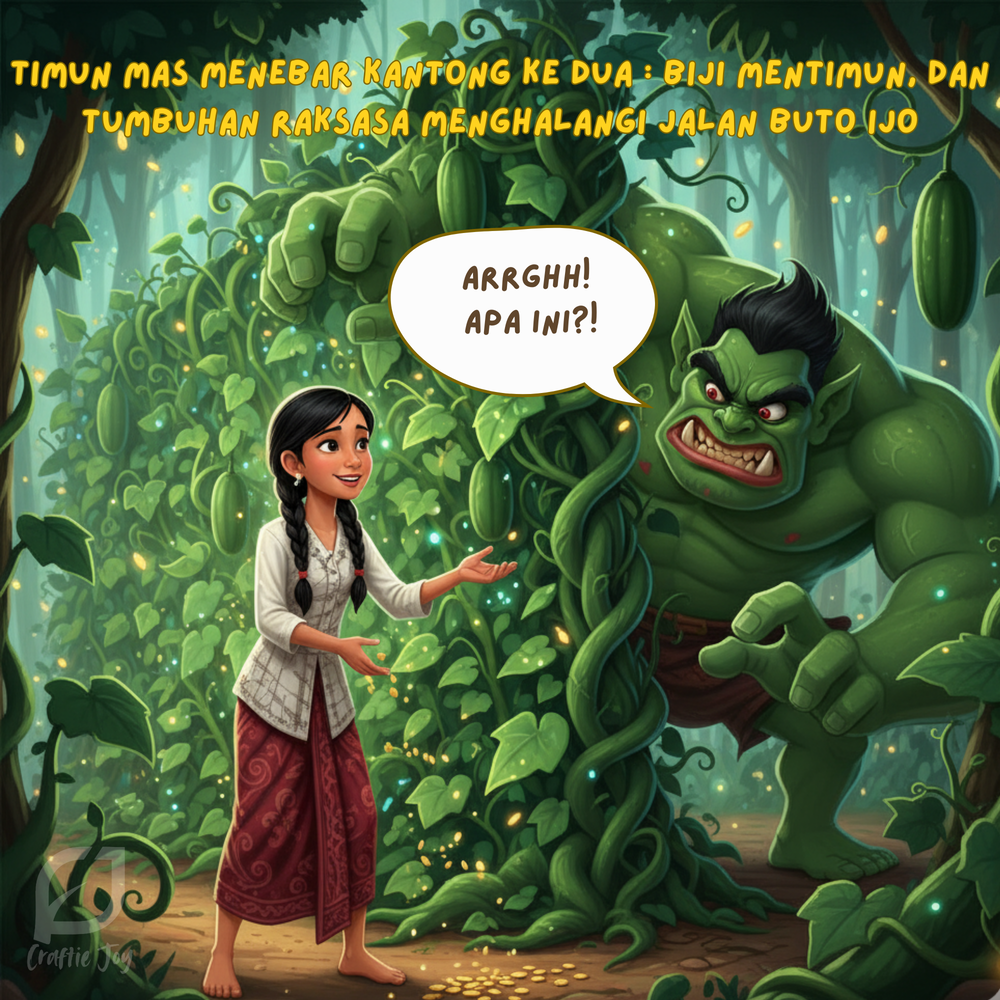 TIMUN MAS MENEBAR KANTONG KE DUA : BIJI MENTIMUN, DAN
TUMBUHAN RAKSASA MENGHALANGI JALAN BUTO IJO
ARRGHH!
APA INI?!
Craftie Joy